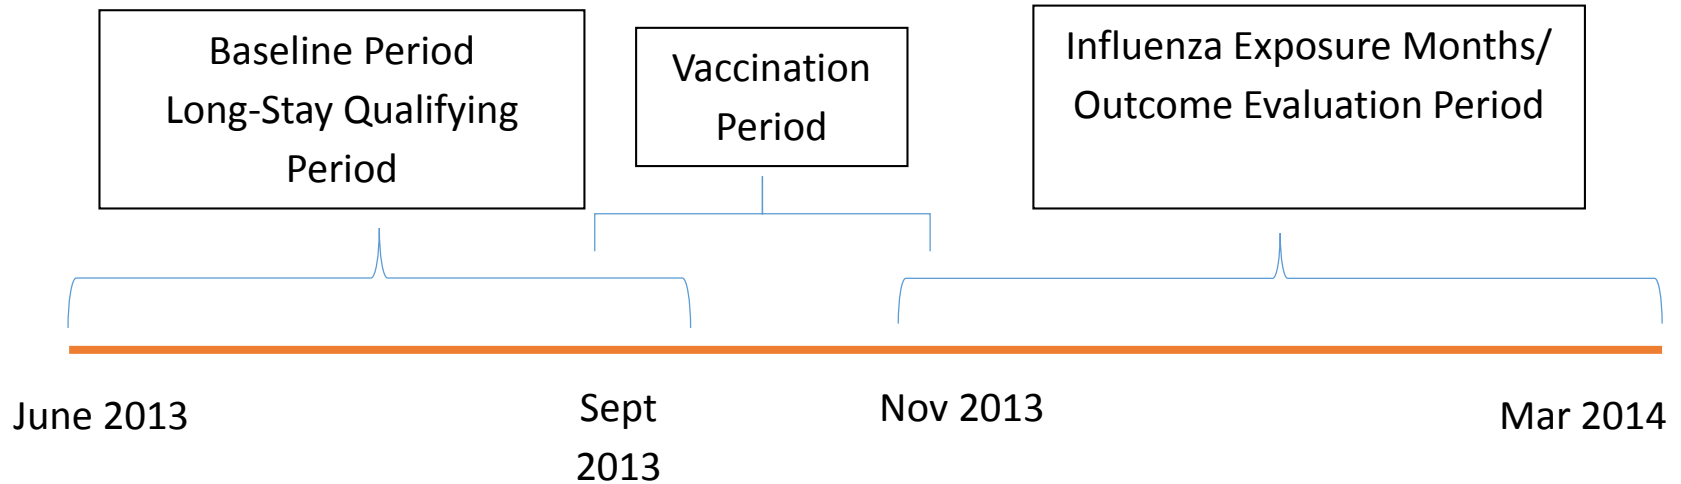 Baseline Period
Long-Stay Qualifying
Period
Vaccination
Period
Influenza Exposure Months/
Outcome Evaluation Period
June 2013
Sept
2013
Nov 2013
Mar 2014